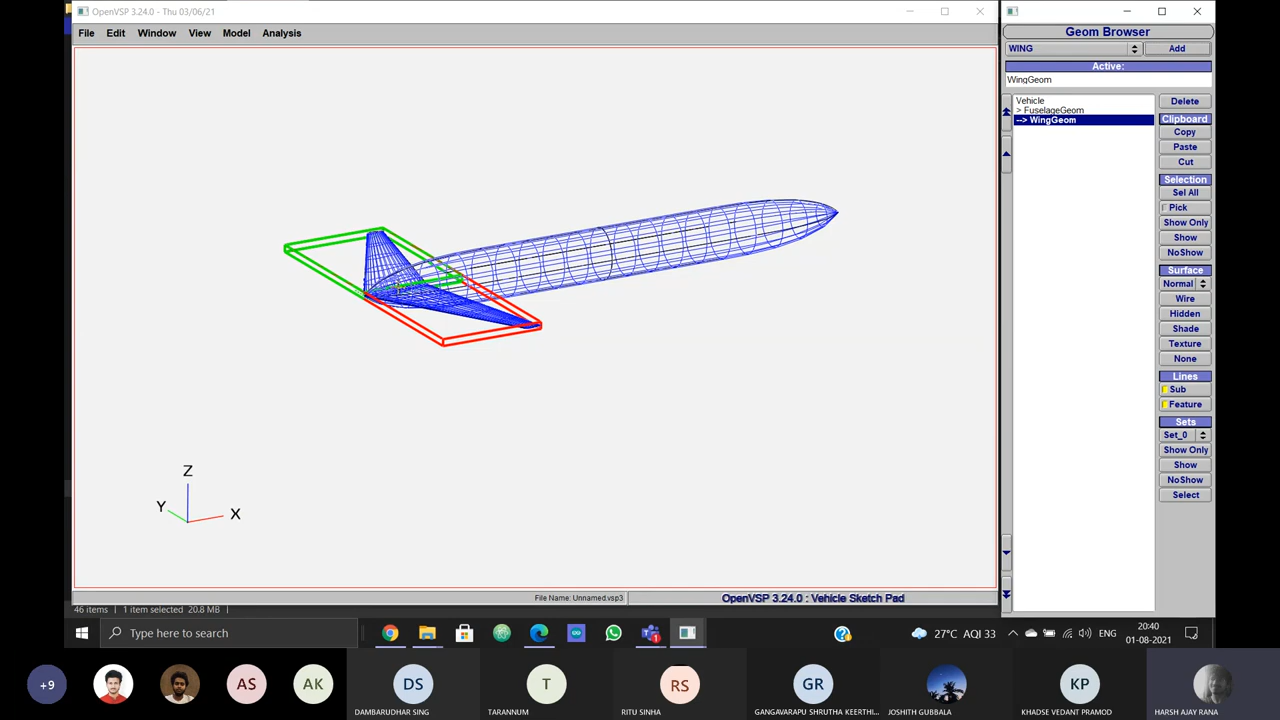 OpenVSP 3.24.0 - Thu 03/06/21
File Edit Window View Model Analysis
Z
Y
X
File Name: Unnamed.vsp3
OpenVSP 3.24.0 : Vehicle Sketch Pad
Geom Browser
WING
Add
Active:
WingGeom
Vehicle
> FuselageGeom
--> WingGeom
Delete
Clipboard
Copy
Paste
Cut
Selection
Sel All
Pick
Show Only
Show
NoShow
Surface
Normal
Wire
Hidden
Shade
Texture
None
Lines
Sub
Feature
Sets
Set_0
Show Only
Show
NoShow
Select
46 items | 1 item selected 20.8 MB |
Type here to search
27°C AQI 33
ENG
20:40
01-08-2021
+9
AS
AK
DS
DAMBARUDHAR SING
T
TARANNUM
RS
RITU SINHA
GR
GANGAVARAPU SHRUTHA KEERTHI...
JOSHITH GUBBALA
KP
KHADSE VEDANT PRAMOD
HARSH AJAY RANA